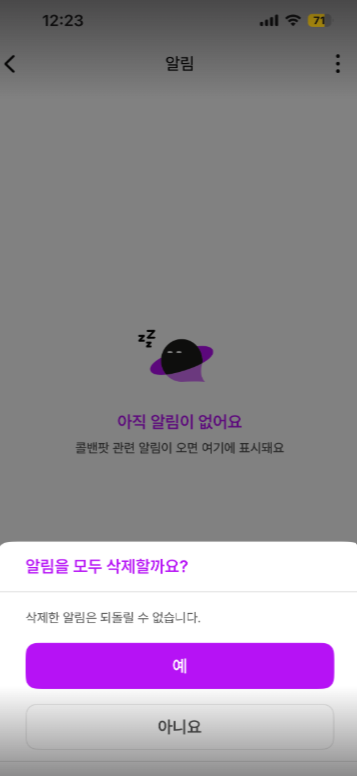 12:23
71
알림
zZz
아직 알림이 없어요
콜밴팟 관련 알림이 오면 여기에 표시돼요
알림을 모두 삭제할까요?
삭제한 알림은 되돌릴 수 없습니다.
예
아니요